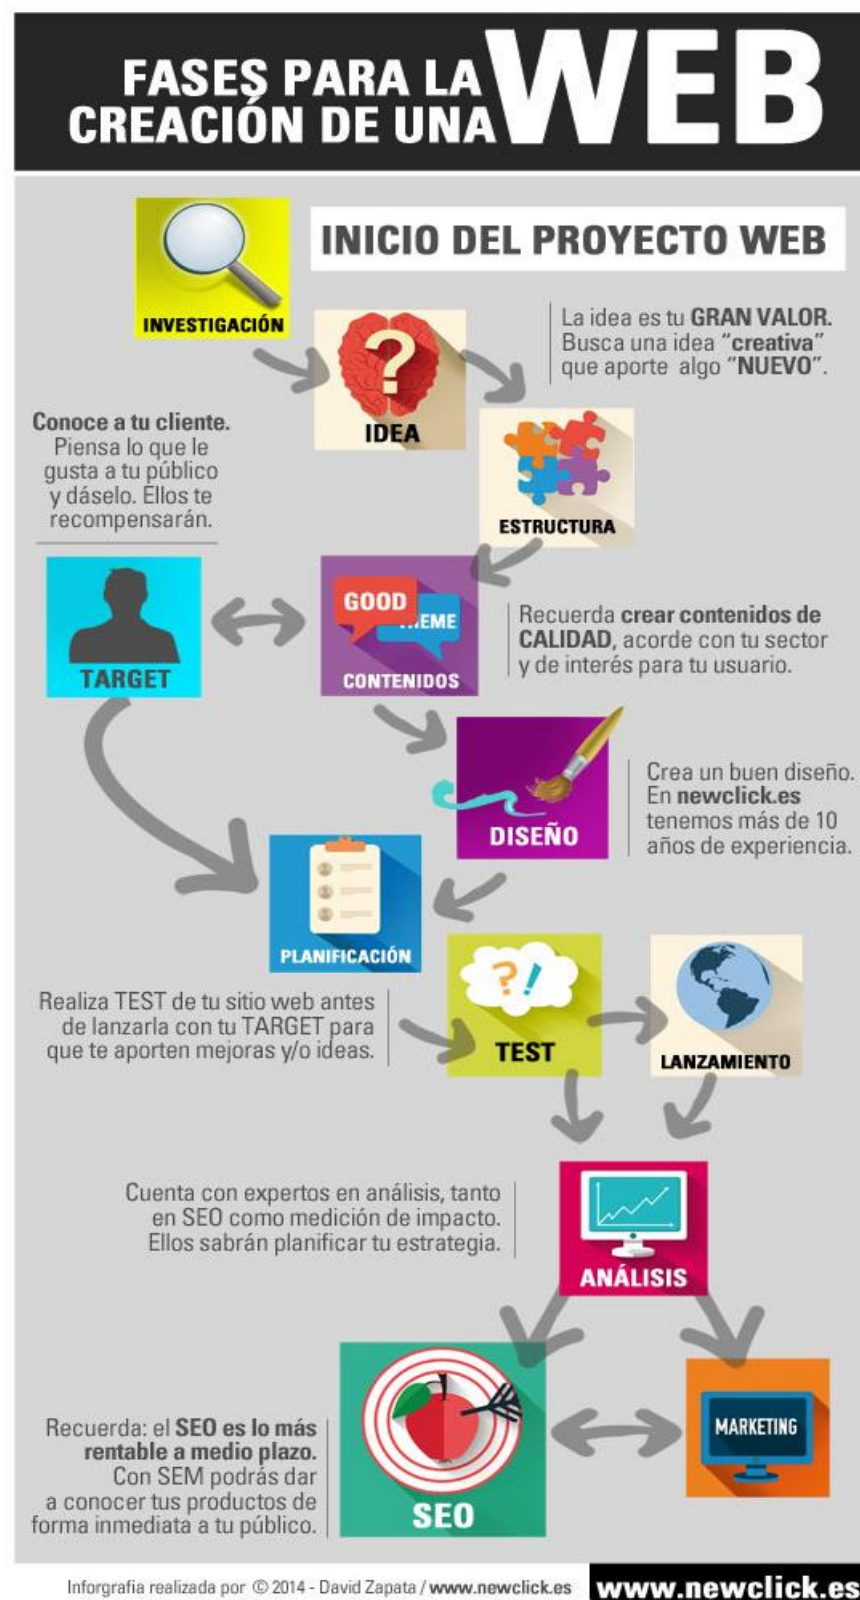 FASES PARA LA
CREACIÓN DE UNA
WEB
INICIO DEL PROYECTO WEB
INVESTIGACIÓN
La idea es tu GRAN VALOR.
Busca una idea "creativa"
que aporte algo "NUEVO".
?
IDEA
Conoce a tu cliente.
Piensa lo que le
gusta a tu público
y dáselo. Ellos te
recompensarán.
ESTRUCTURA
TARGET
GOOD
EME
CONTENIDOS
Recuerda crear contenidos de
CALIDAD, acorde con tu sector
y de interés para tu usuario.
DISEÑO
Crea un buen diseño.
En newclick.es
tenemos más de 10
años de experiencia.
PLANIFICACIÓN
Realiza TEST de tu sitio web antes
de lanzarla con tu TARGET para
que te aporten mejoras y/o ideas.
?!
TEST
LANZAMIENTO
Cuenta con expertos en análisis, tanto
en SEO como medición de impacto.
Ellos sabrán planificar tu estrategia.
ANÁLISIS
Recuerda: el SEO es lo más
rentable a medio plazo.
Con SEM podrás dar
a conocer tus productos de
forma inmediata a tu público.
SEO
MARKETING
Inforgrafia realizada por © 2014 - David Zapata / www.newclick.es
www.newclick.es